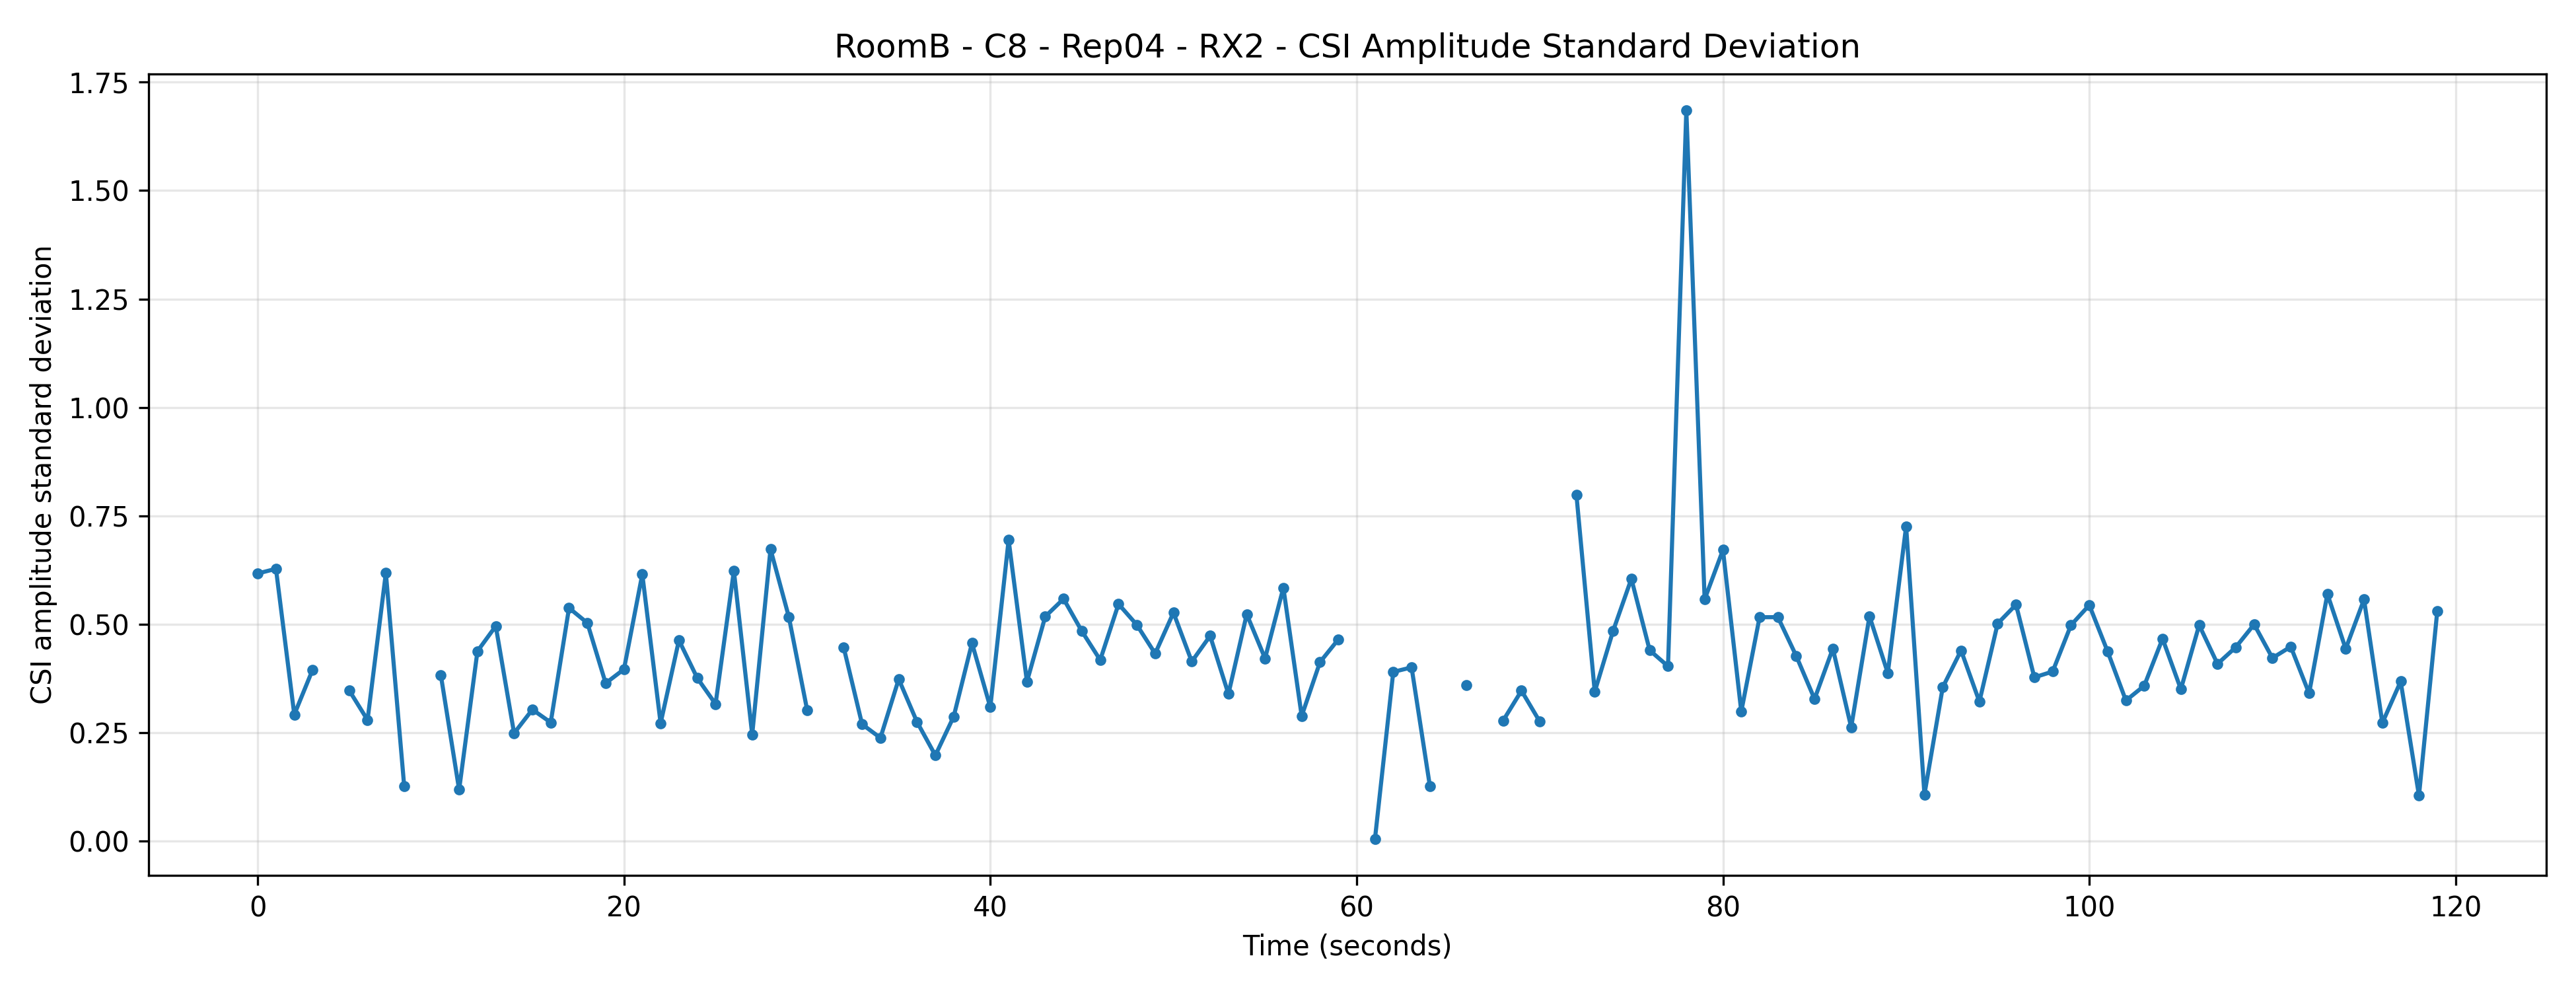 RoomB - C8 - Rep04 - RX2 - CSI Amplitude Standard Deviation
CSI amplitude standard deviation
1.75
1.50
1.25
1.00
0.75
0.50
0.25
0.00
0 20 40 60 80 100 120
Time (seconds)